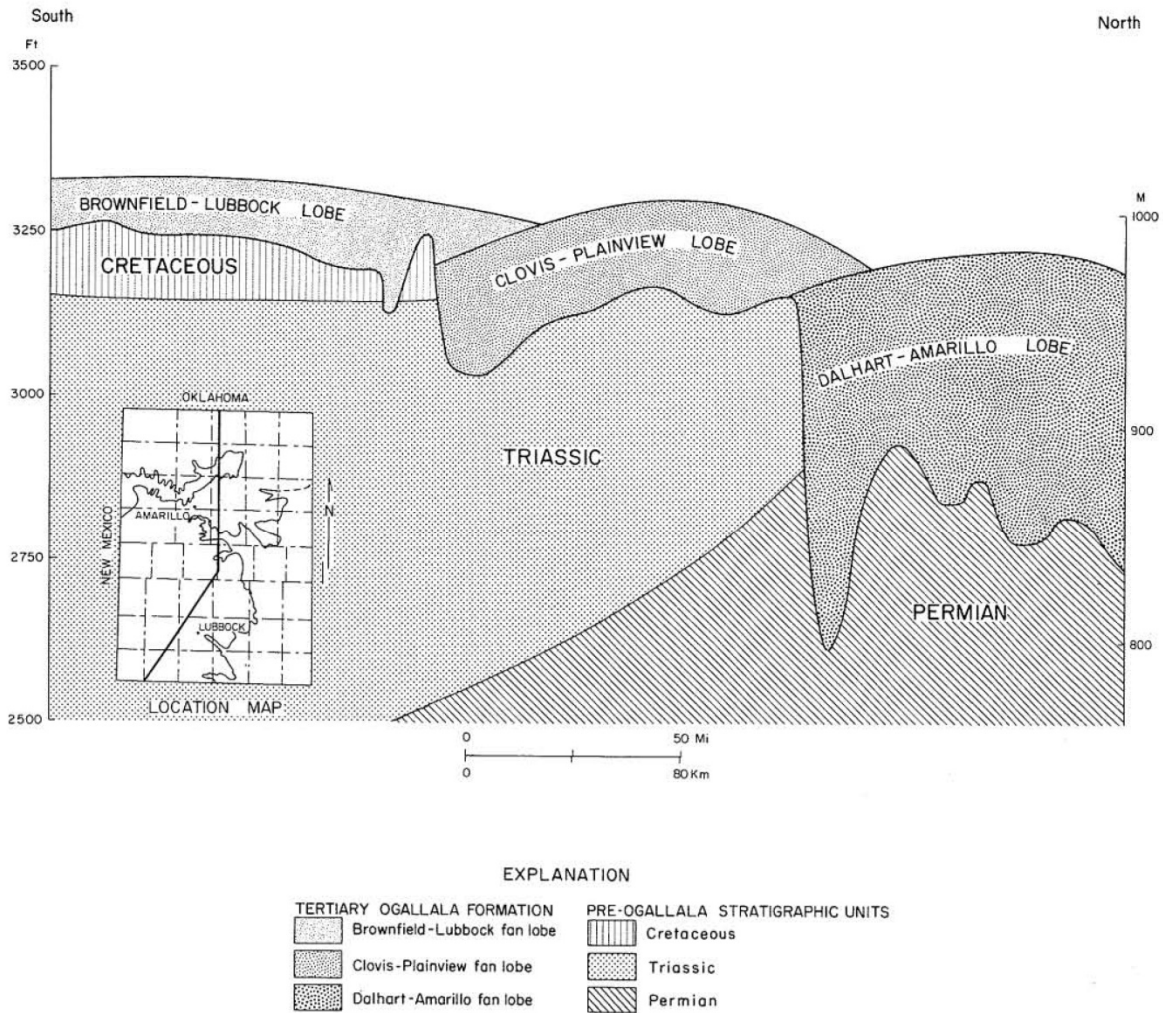 South
North
Ft
3500
BROWNFIELD-LUBBOCK LOBE
M
1000
3250
CLOVIS-PLAINVIEW LOBE
CRETACEOUS
DALHART-AMARILLO LOBE
3000
OKLAHOMA
900
TRIASSIC
AMARILLO
N
NEW MEXICO
2750
PERMIAN
LUBBOCK
800
LOCATION MAP
2500
0 50 Mi
0 80 Km
EXPLANATION
TERTIARY OGALLALA FORMATION
Brownfield-Lubbock fan lobe
Clovis-Plainview fan lobe
Dalhart-Amarillo fan lobe
PRE-OGALLALA STRATIGRAPHIC UNITS
Cretaceous
Triassic
Permian